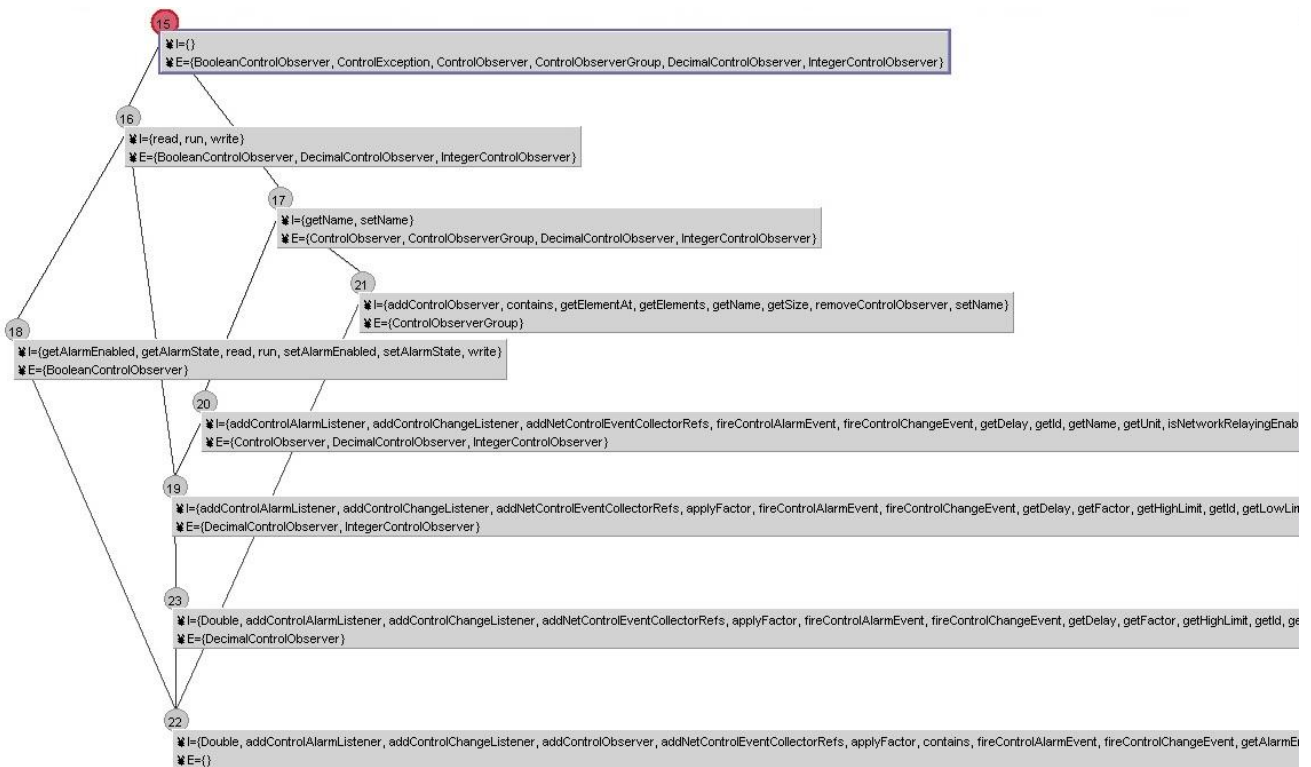 15
¥I={}
¥E={BooleanControlObserver, ControlException, ControlObserver, ControlObserverGroup, DecimalControlObserver, IntegerControlObserver}
16
¥I={read, run, write}
¥E={BooleanControlObserver, DecimalControlObserver, IntegerControlObserver}
17
¥I={getName, setName}
¥E={ControlObserver, ControlObserverGroup, DecimalControlObserver, IntegerControlObserver}
21
¥I={addControlObserver, contains, getElementAt, getElements, getName, getSize, removeControlObserver, setName}
¥E={ControlObserverGroup}
18
¥I={getAlarmEnabled, getAlarmState, read, run, setAlarmEnabled, setAlarmState, write}
¥E={BooleanControlObserver}
20
¥I={addControlAlarmListener, addControlChangeListener, addNetControlEventCollectorRefs, fireControlAlarmEvent, fireControlChangeEvent, getDelay, getId, getName, getUnit, isNetworkRelayingEnab
¥E={ControlObserver, DecimalControlObserver, IntegerControlObserver}
19
¥I={addControlAlarmListener, addControlChangeListener, addNetControlEventCollectorRefs, applyFactor, fireControlAlarmEvent, fireControlChangeEvent, getDelay, getFactor, getHighLimit, getId, getLowLim
¥E={DecimalControlObserver, IntegerControlObserver}
23
¥I={Double, addControlAlarmListener, addControlChangeListener, addNetControlEventCollectorRefs, applyFactor, fireControlAlarmEvent, fireControlChangeEvent, getDelay, getFactor, getHighLimit, getId, ge
¥E={DecimalControlObserver}
22
¥I={Double, addControlAlarmListener, addControlChangeListener, addControlObserver, addNetControlEventCollectorRefs, applyFactor, contains, fireControlAlarmEvent, fireControlChangeEvent, getAlarmE
¥E={}